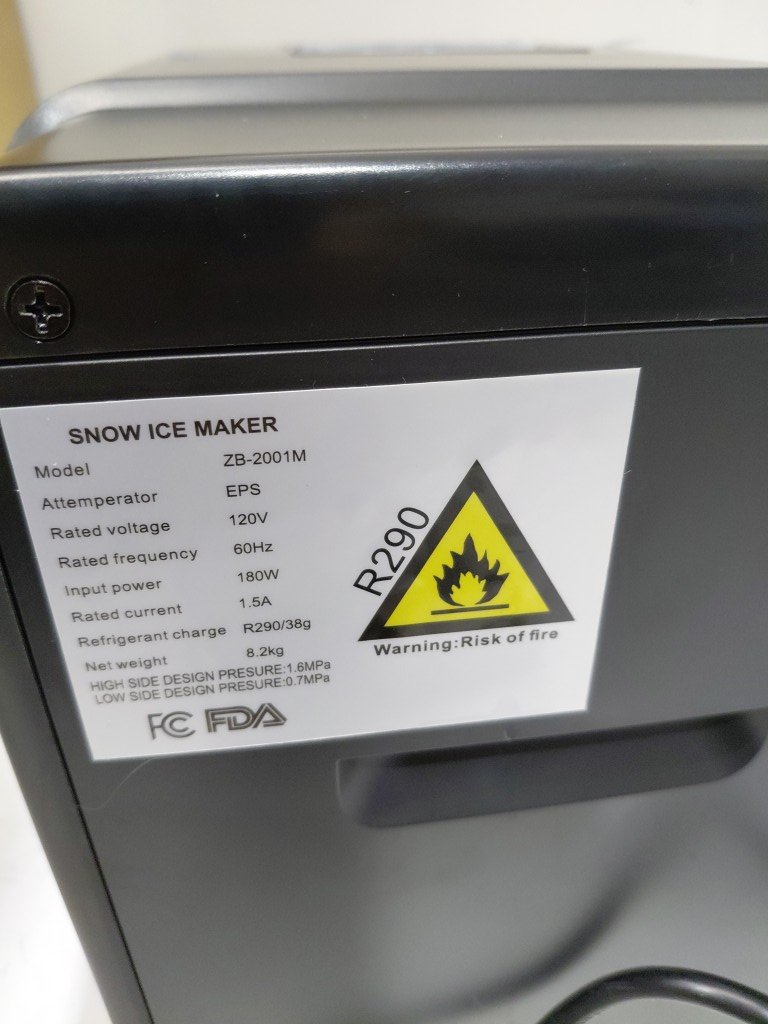 SNOW ICE MAKER
Model ZB-2001M
Attemperator EPS
Rated voltage 120V
Rated frequency 60Hz
Input power 180W
Rated current 1.5A
Refrigerant charge R290/38g
Net weight 8.2kg
HIGH SIDE DESIGN PRESURE:1.6MPa
LOW SIDE DESIGN PRESURE:0.7MPa
FC FDA
R290
Warning:Risk of fire